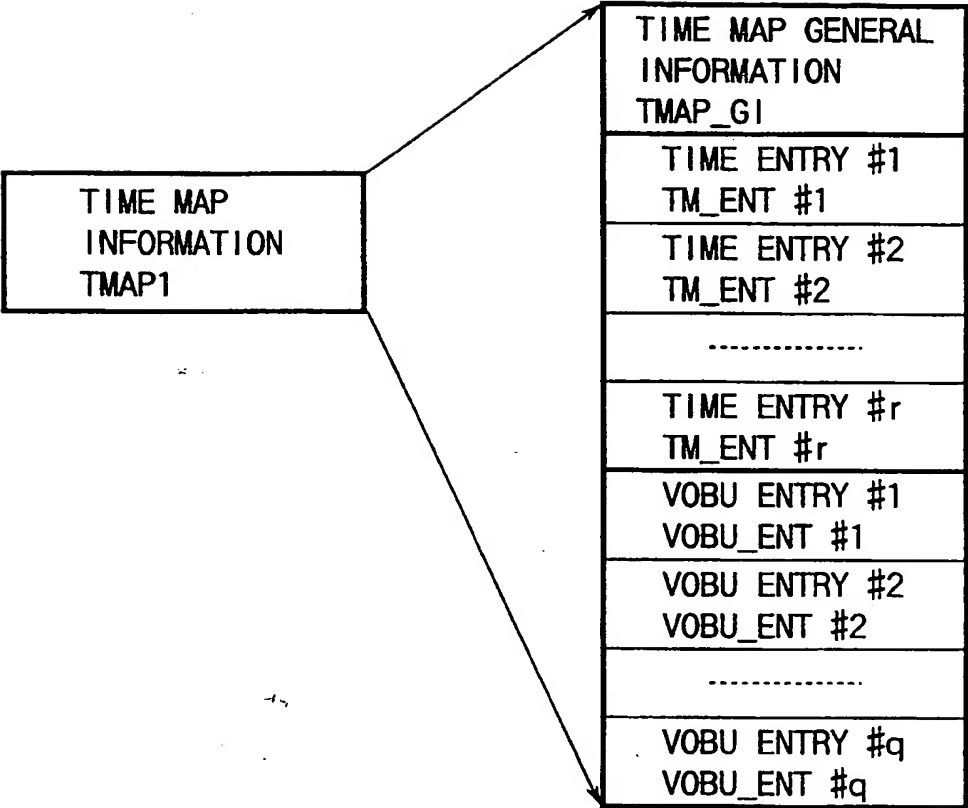 TIME MAP
INFORMATION
TMAP1
TIME MAP GENERAL
INFORMATION
TMAP_GI
TIME ENTRY #1
TM_ENT #1
TIME ENTRY #2
TM_ENT #2
TIME ENTRY #r
TM_ENT #r
VOBU ENTRY #1
VOBU_ENT #1
VOBU ENTRY #2
VOBU_ENT #2
VOBU ENTRY #q
VOBU_ENT #q